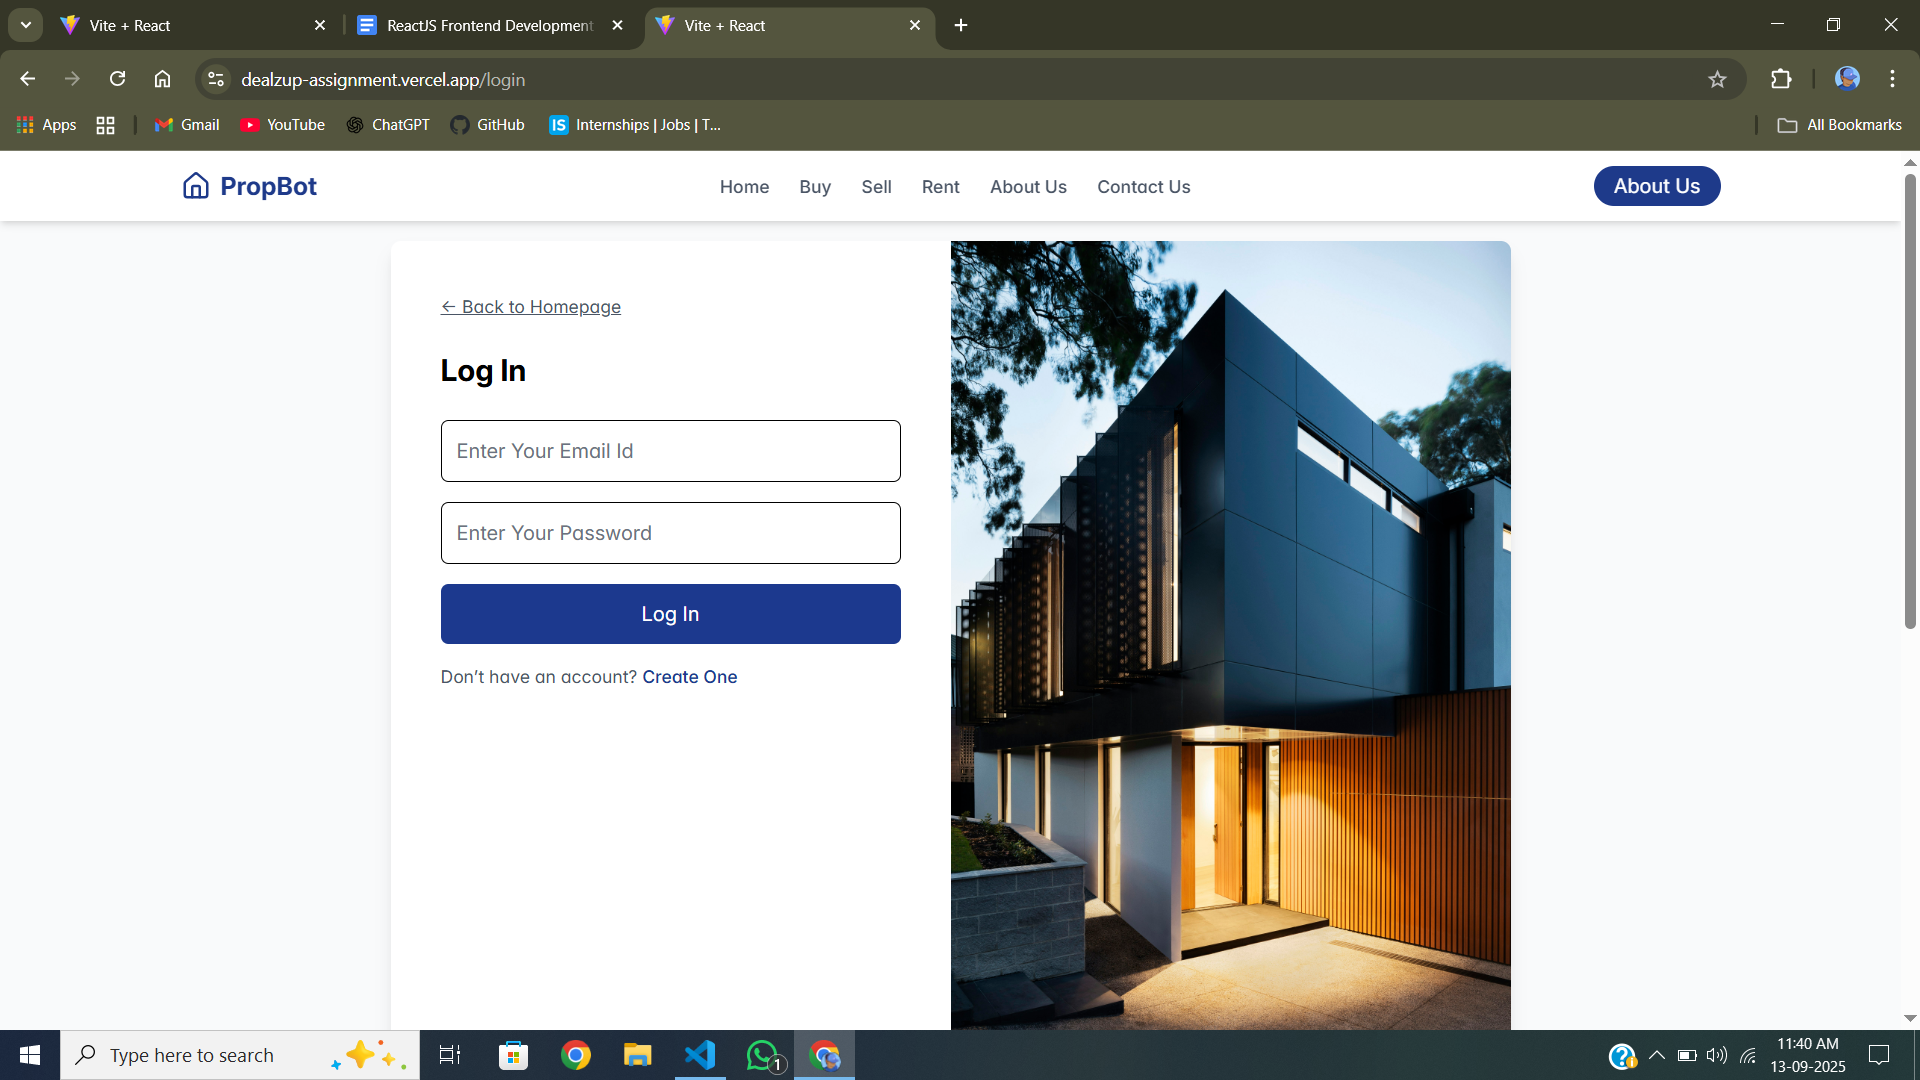 Vite + React
ReactJS Frontend Development
Vite + React
dealzup-assignment.vercel.app/login
Apps
Gmail
YouTube
ChatGPT
GitHub
IS
Internships | Jobs | T...
All Bookmarks
PropBot
Home
Buy
Sell
Rent
About Us
Contact Us
About Us
← Back to Homepage
Log In
Enter Your Email Id
Enter Your Password
Log In
Don't have an account? Create One
Type here to search
1
11:40 AM
13-09-2025